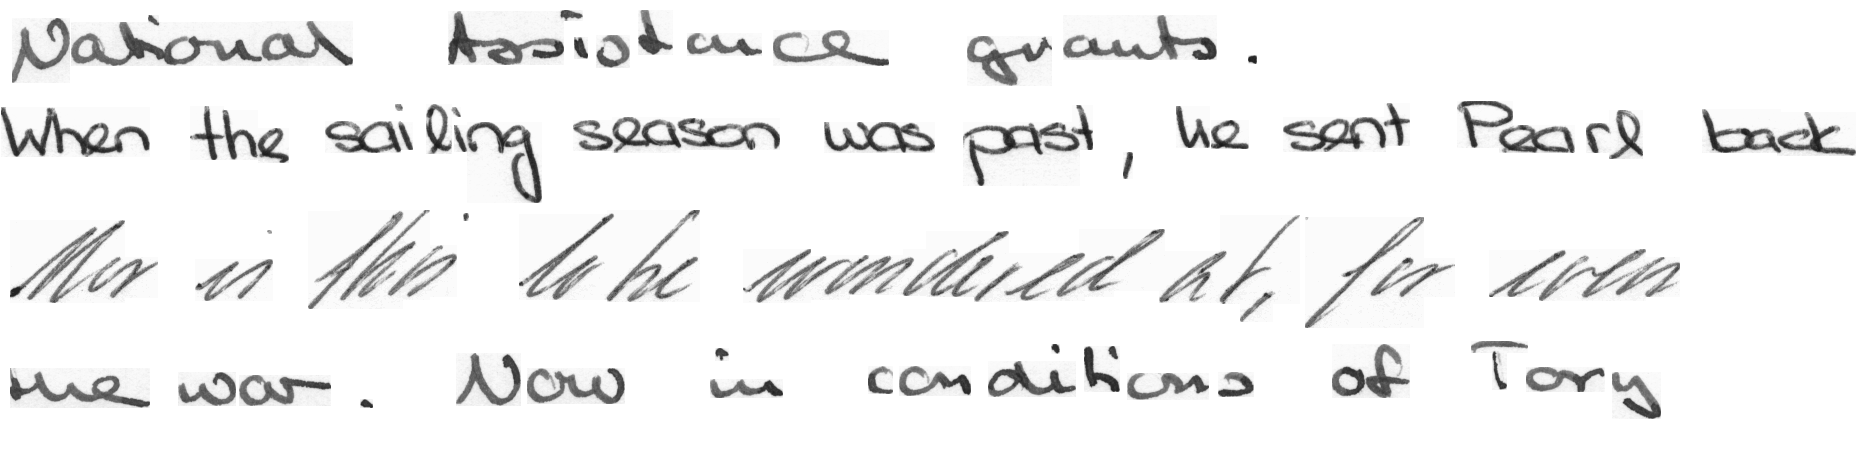 National Assistance grants.
When the sailing season was past, he sent Pearl back
Nor is this to be wondered at, for even
the war. Now in conditions of Tory